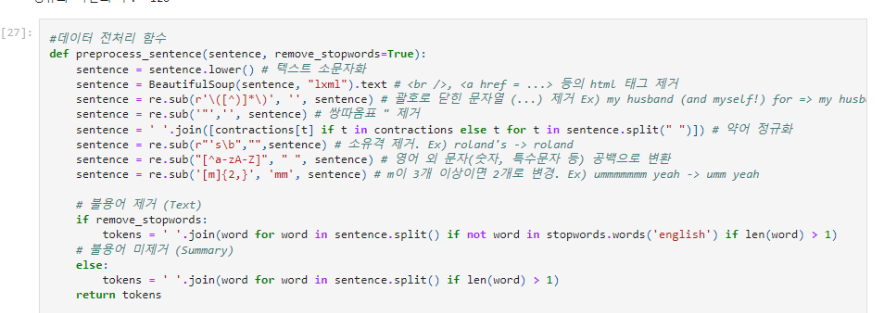 [27]:
#데이터 전처리 함수
def preprocess_sentence(sentence, remove_stopwords=True):
    sentence = sentence.lower() # 텍스트 소문자화
    sentence = BeautifulSoup(sentence, "lxml").text # <br />, <a href = ...> 등의 html 태그 제거
    sentence = re.sub(r'\([^)]*\)', '', sentence) # 괄호로 닫힌 문자열 (...) 제거 Ex) my husband (and myself!) for => my husb
    sentence = re.sub('"','', sentence) # 쌍따옴표 " 제거
    sentence = ' '.join([contractions[t] if t in contractions else t for t in sentence.split(" ")]) # 약어 정규화
    sentence = re.sub(r"'s\b","",sentence) # 소유격 제거. Ex) roland's -> roland
    sentence = re.sub("[^a-zA-Z]", " ", sentence) # 영어 외 문자(숫자, 특수문자 등) 공백으로 변환
    sentence = re.sub('[m]{2,}', 'mm', sentence) # m이 3개 이상이면 2개로 변경. Ex) ummmmmmm yeah -> umm yeah
    # 불용어 제거 (Text)
    if remove_stopwords:
        tokens = ' '.join(word for word in sentence.split() if not word in stopwords.words('english') if len(word) > 1)
    # 불용어 미제거 (Summary)
    else:
        tokens = ' '.join(word for word in sentence.split() if len(word) > 1)
    return tokens